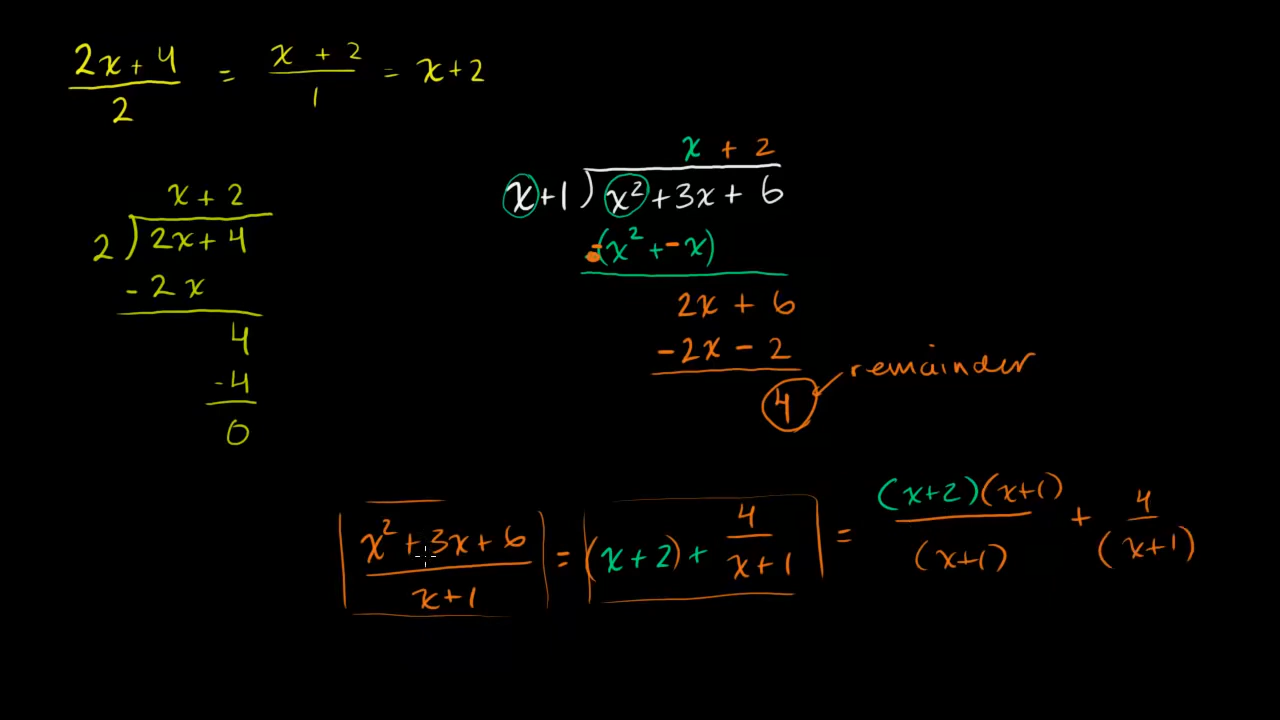 2x + 4 / 2 = x + 2 / 1 = x + 2
x + 2
2 ) 2x + 4
- 2x
4
- 4
0
x + 2
x + 1 ) x² + 3x + 6
-(x² + - x)
2x + 6
- 2x - 2
4 remainder
x² + 3x + 6 / x + 1 = (x + 2) + 4 / x + 1 = (x+2)(x+1) / (x+1) + 4 / (x+1)